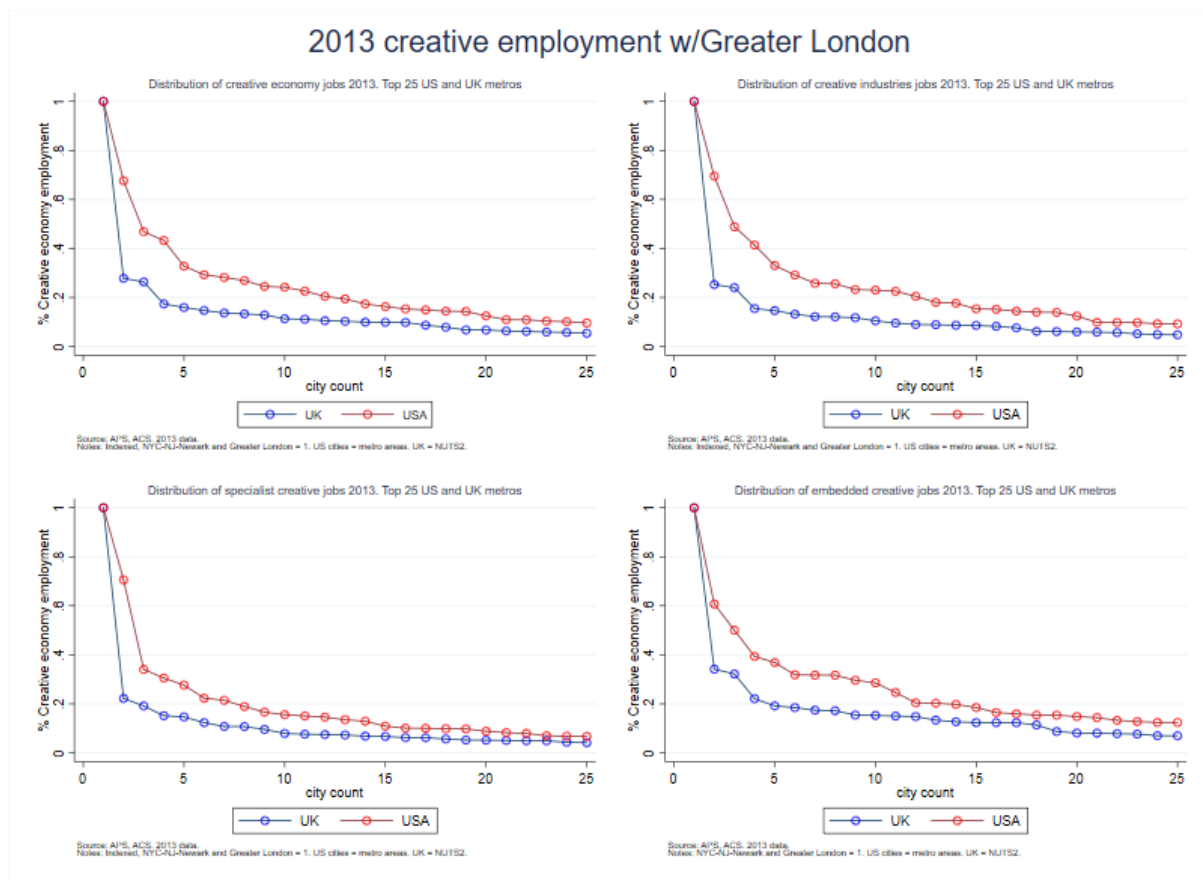 2013 creative employment w/Greater London
Distribution of creative economy jobs 2013. Top 25 US and UK metros
% Creative economy employment
1
.8
.6
.4
.2
0
0 5 10 15 20 25
city count
UK USA
Source: APS, ACS. 2013 data.
Notes: Indexed, NYC-NJ-Newark and Greater London = 1. US cities = metro areas. UK = NUTS2.
Distribution of creative industries jobs 2013. Top 25 US and UK metros
% Creative economy employment
1
.8
.6
.4
.2
0
0 5 10 15 20 25
city count
UK USA
Source: APS, ACS. 2013 data.
Notes: Indexed, NYC-NJ-Newark and Greater London = 1. US cities = metro areas. UK = NUTS2.
Distribution of specialist creative jobs 2013. Top 25 US and UK metros
% Creative economy employment
1
.8
.6
.4
.2
0
0 5 10 15 20 25
city count
UK USA
Source: APS, ACS. 2013 data.
Notes: Indexed, NYC-NJ-Newark and Greater London = 1. US cities = metro areas. UK = NUTS2.
Distribution of embedded creative jobs 2013. Top 25 US and UK metros
% Creative economy employment
1
.8
.6
.4
.2
0
0 5 10 15 20 25
city count
UK USA
Source: APS, ACS. 2013 data.
Notes: NYC-NJ-Newark and Greater London = 1. US cities = metro areas. UK = NUTS2.